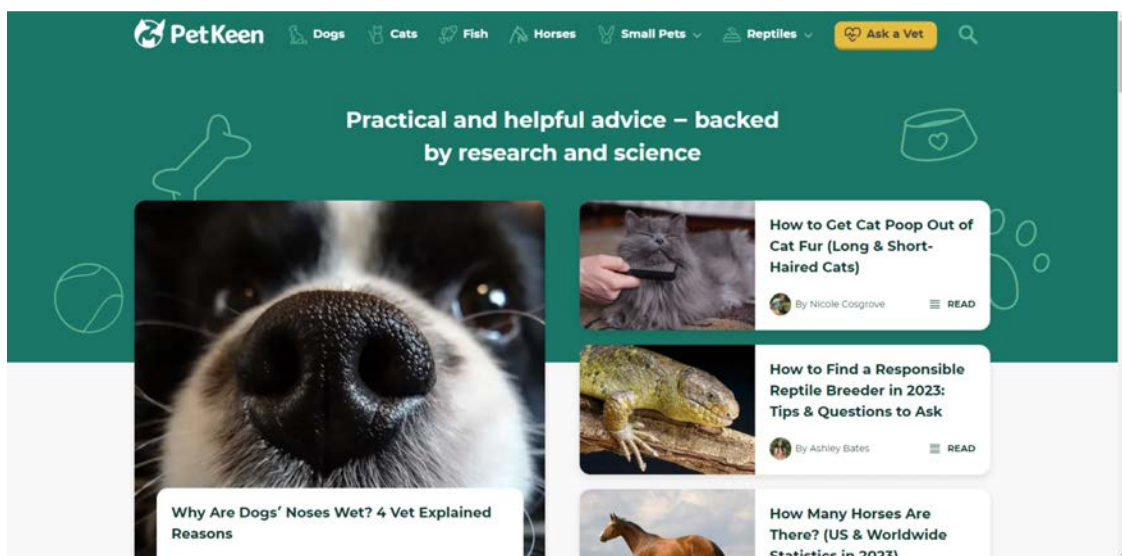 PetKeen Dogs Cats Fish Horses Small Pets Reptiles Ask a Vet
Practical and helpful advice – backed
by research and science
Why Are Dogs' Noses Wet? 4 Vet Explained
Reasons
How to Get Cat Poop Out of
Cat Fur (Long & Short-
Haired Cats)
By Nicole Cosgrove READ
How to Find a Responsible
Reptile Breeder in 2023:
Tips & Questions to Ask
By Ashley Bates READ
How Many Horses Are
There? (US & Worldwide
Statistics in 2023)